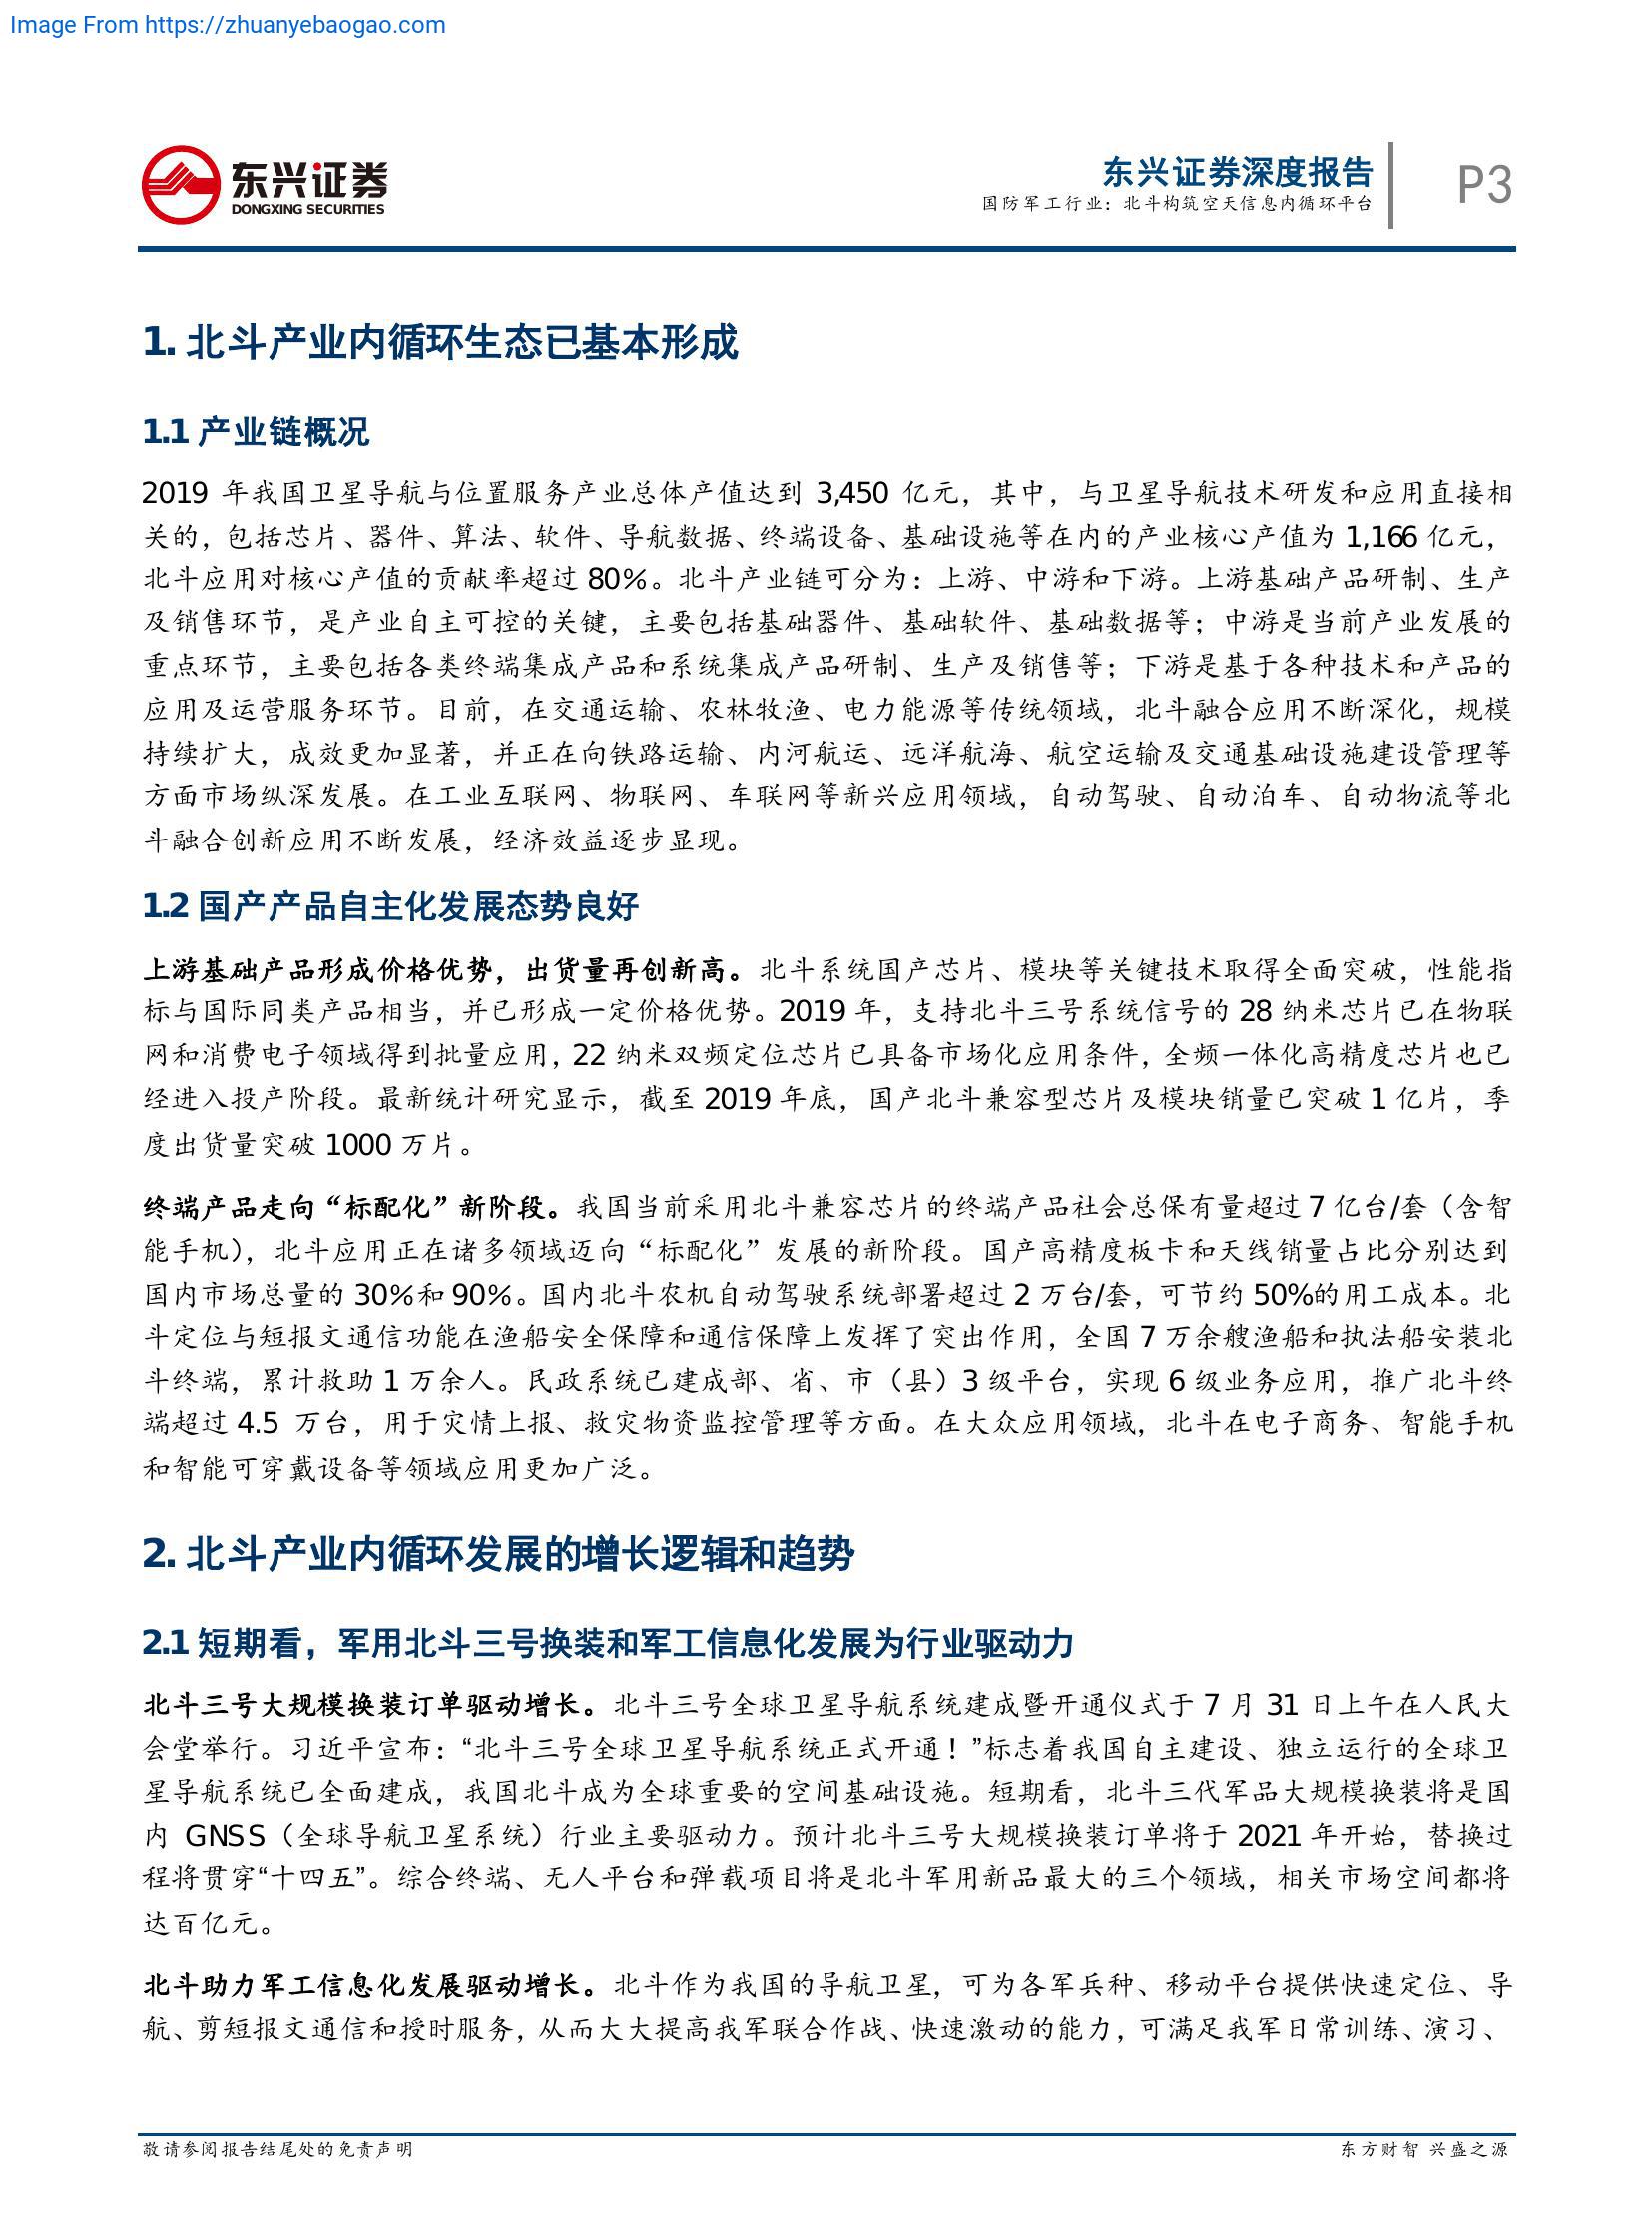 Image From https://zhuanyebaogao.com
东兴证券
DONGXING SECURITIES
东兴证券深度报告
国防军工行业：北斗构筑空天信息内循环平台
P3
1. 北斗产业内循环生态已基本形成
1.1 产业链概况
2019 年我国卫星导航与位置服务产业总体产值达到 3,450 亿元，其中，与卫星导航技术研发和应用直接相
关的，包括芯片、器件、算法、软件、导航数据、终端设备、基础设施等在内的产业核心产值为 1,166 亿元，
北斗应用对核心产值的贡献率超过 80%。北斗产业链可分为：上游、中游和下游。上游基础产品研制、生产
及销售环节，是产业自主可控的关键，主要包括基础器件、基础软件、基础数据等；中游是当前产业发展的
重点环节，主要包括各类终端集成产品和系统集成产品研制、生产及销售等；下游是基于各种技术和产品的
应用及运营服务环节。目前，在交通运输、农林牧渔、电力能源等传统领域，北斗融合应用不断深化，规模
持续扩大，成效更加显著，并正在向铁路运输、内河航运、远洋航海、航空运输及交通基础设施建设管理等
方面市场纵深发展。在工业互联网、物联网、车联网等新兴应用领域，自动驾驶、自动泊车、自动物流等北
斗融合创新应用不断发展，经济效益逐步显现。
1.2 国产产品自主化发展态势良好
上游基础产品形成价格优势，出货量再创新高。北斗系统国产芯片、模块等关键技术取得全面突破，性能指
标与国际同类产品相当，并已形成一定价格优势。2019 年，支持北斗三号系统信号的 28 纳米芯片已在物联
网和消费电子领域得到批量应用，22 纳米双频定位芯片已具备市场化应用条件，全频一体化高精度芯片也已
经进入投产阶段。最新统计研究显示，截至 2019 年底，国产北斗兼容型芯片及模块销量已突破 1 亿片，季
度出货量突破 1000 万片。
终端产品走向“标配化”新阶段。我国当前采用北斗兼容芯片的终端产品社会总保有量超过 7 亿台/套（含智
能手机），北斗应用正在诸多领域迈向“标配化”发展的新阶段。国产高精度板卡和天线销量占比分别达到
国内市场总量的 30%和 90%。国内北斗农机自动驾驶系统部署超过 2 万台/套，可节约 50%的用工成本。北
斗定位与短报文通信功能在渔船安全保障和通信保障上发挥了突出作用，全国 7 万余艘渔船和执法船安装北
斗终端，累计救助 1 万余人。民政系统已建成部、省、市（县）3 级平台，实现 6 级业务应用，推广北斗终
端超过 4.5 万台，用于灾情上报、救灾物资监控管理等方面。在大众应用领域，北斗在电子商务、智能手机
和智能可穿戴设备等领域应用更加广泛。
2. 北斗产业内循环发展的增长逻辑和趋势
2.1 短期看，军用北斗三号换装和军工信息化发展为行业驱动力
北斗三号大规模换装订单驱动增长。北斗三号全球卫星导航系统建成暨开通仪式于 7 月 31 日上午在人民大
会堂举行。习近平宣布：“北斗三号全球卫星导航系统正式开通！”标志着我国自主建设、独立运行的全球卫
星导航系统已全面建成，我国北斗成为全球重要的空间基础设施。短期看，北斗三代军品大规模换装将是国
内 GNSS（全球导航卫星系统）行业主要驱动力。预计北斗三号大规模换装订单将于 2021 年开始，替换过
程将贯穿“十四五”。综合终端、无人平台和弹载项目将是北斗军用新品最大的三个领域，相关市场空间都将
达百亿元。
北斗助力军工信息化发展驱动增长。北斗作为我国的导航卫星，可为各军兵种、移动平台提供快速定位、导
航、剪短报文通信和授时服务，从而大大提高我军联合作战、快速激动的能力，可满足我军日常训练、演习、
敬请参阅报告结尾处的免责声明
东方财智 兴盛之源